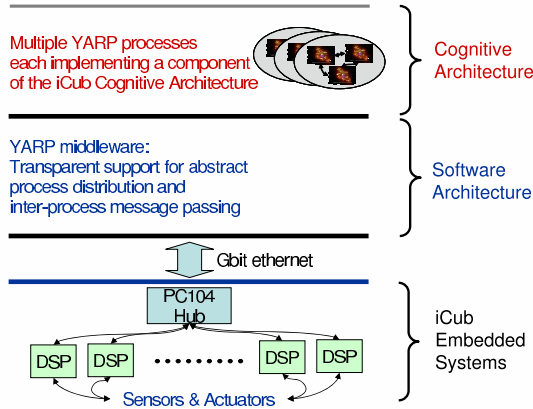 Multiple YARP processes
each implementing a component
of the iCub Cognitive Architecture
Cognitive
Architecture
YARP middleware:
Transparent support for abstract
process distribution and
inter-process message passing
Software
Architecture
Gbit ethernet
PC104
Hub
DSP
DSP
DSP
DSP
Sensors & Actuators
iCub
Embedded
Systems